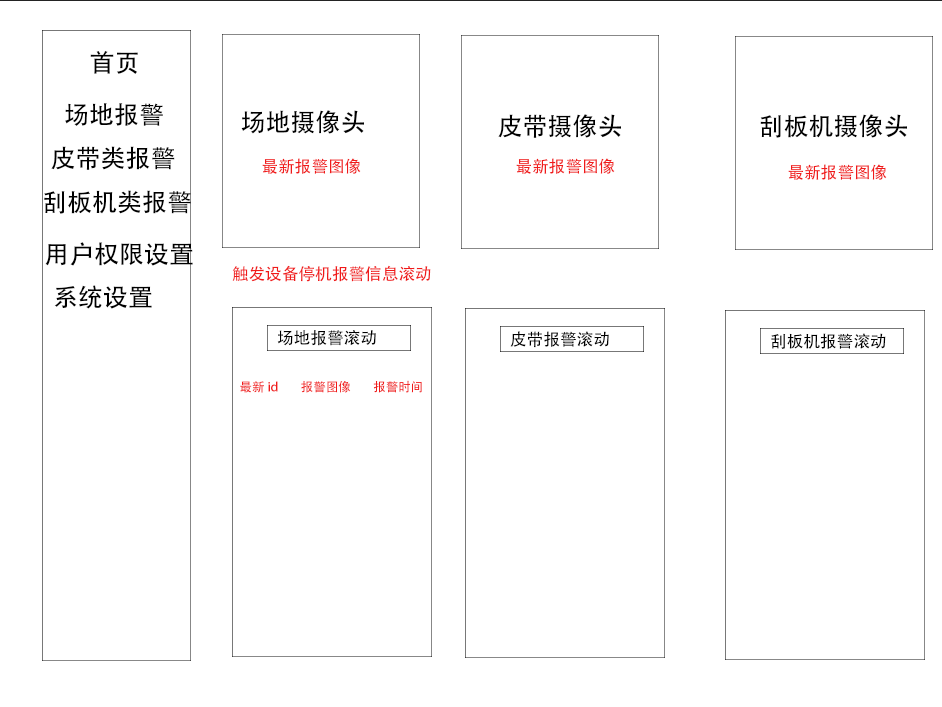 首页
场地报警
皮带类报警
刮板机类报警
用户权限设置
系统设置
场地摄像头
最新报警图像
皮带摄像头
最新报警图像
刮板机摄像头
最新报警图像
触发设备停机报警信息滚动
场地报警滚动
最新 id 报警图像 报警时间
皮带报警滚动
刮板机报警滚动